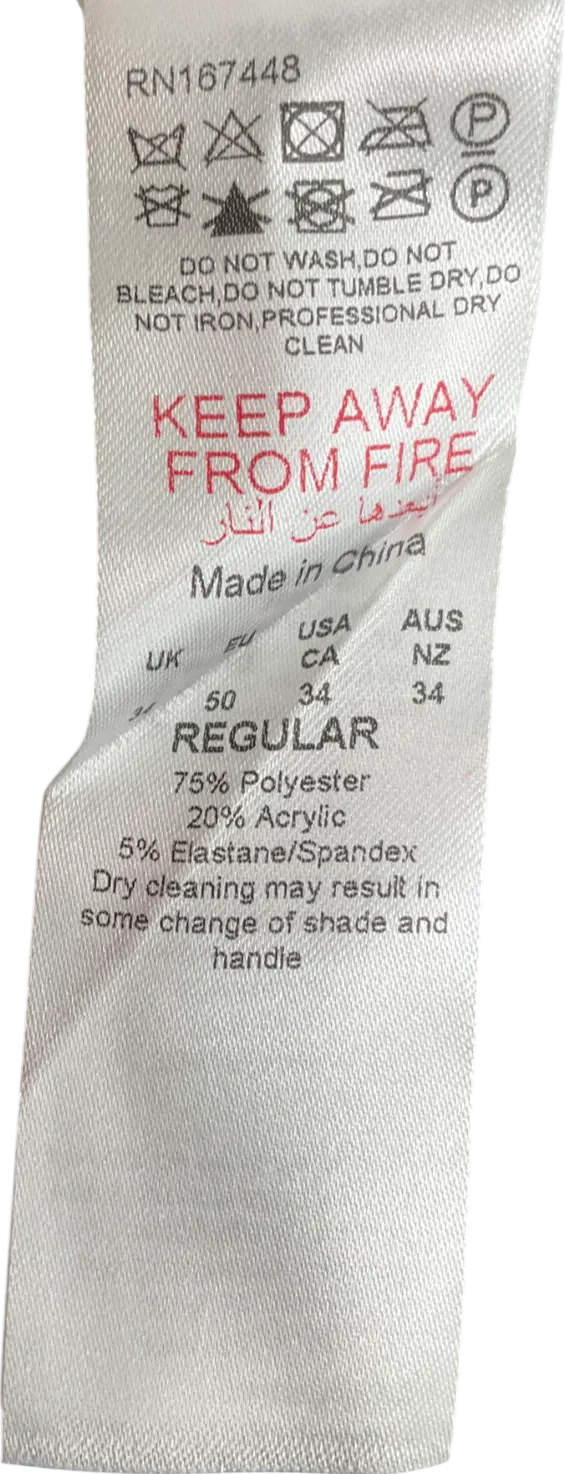 RN167448
P
P
DO NOT WASH,DO NOT
BLEACH,DO NOT TUMBLE DRY,DO
NOT IRON,PROFESSIONAL DRY
CLEAN
KEEP AWAY
FROM FIRE
أبعدها عن النار
Made in China
UK EU USA AUS
CA NZ
34 50 34 34
REGULAR
75% Polyester
20% Acrylic
5% Elastane/Spandex
Dry cleaning may result in
some change of shade and
handle